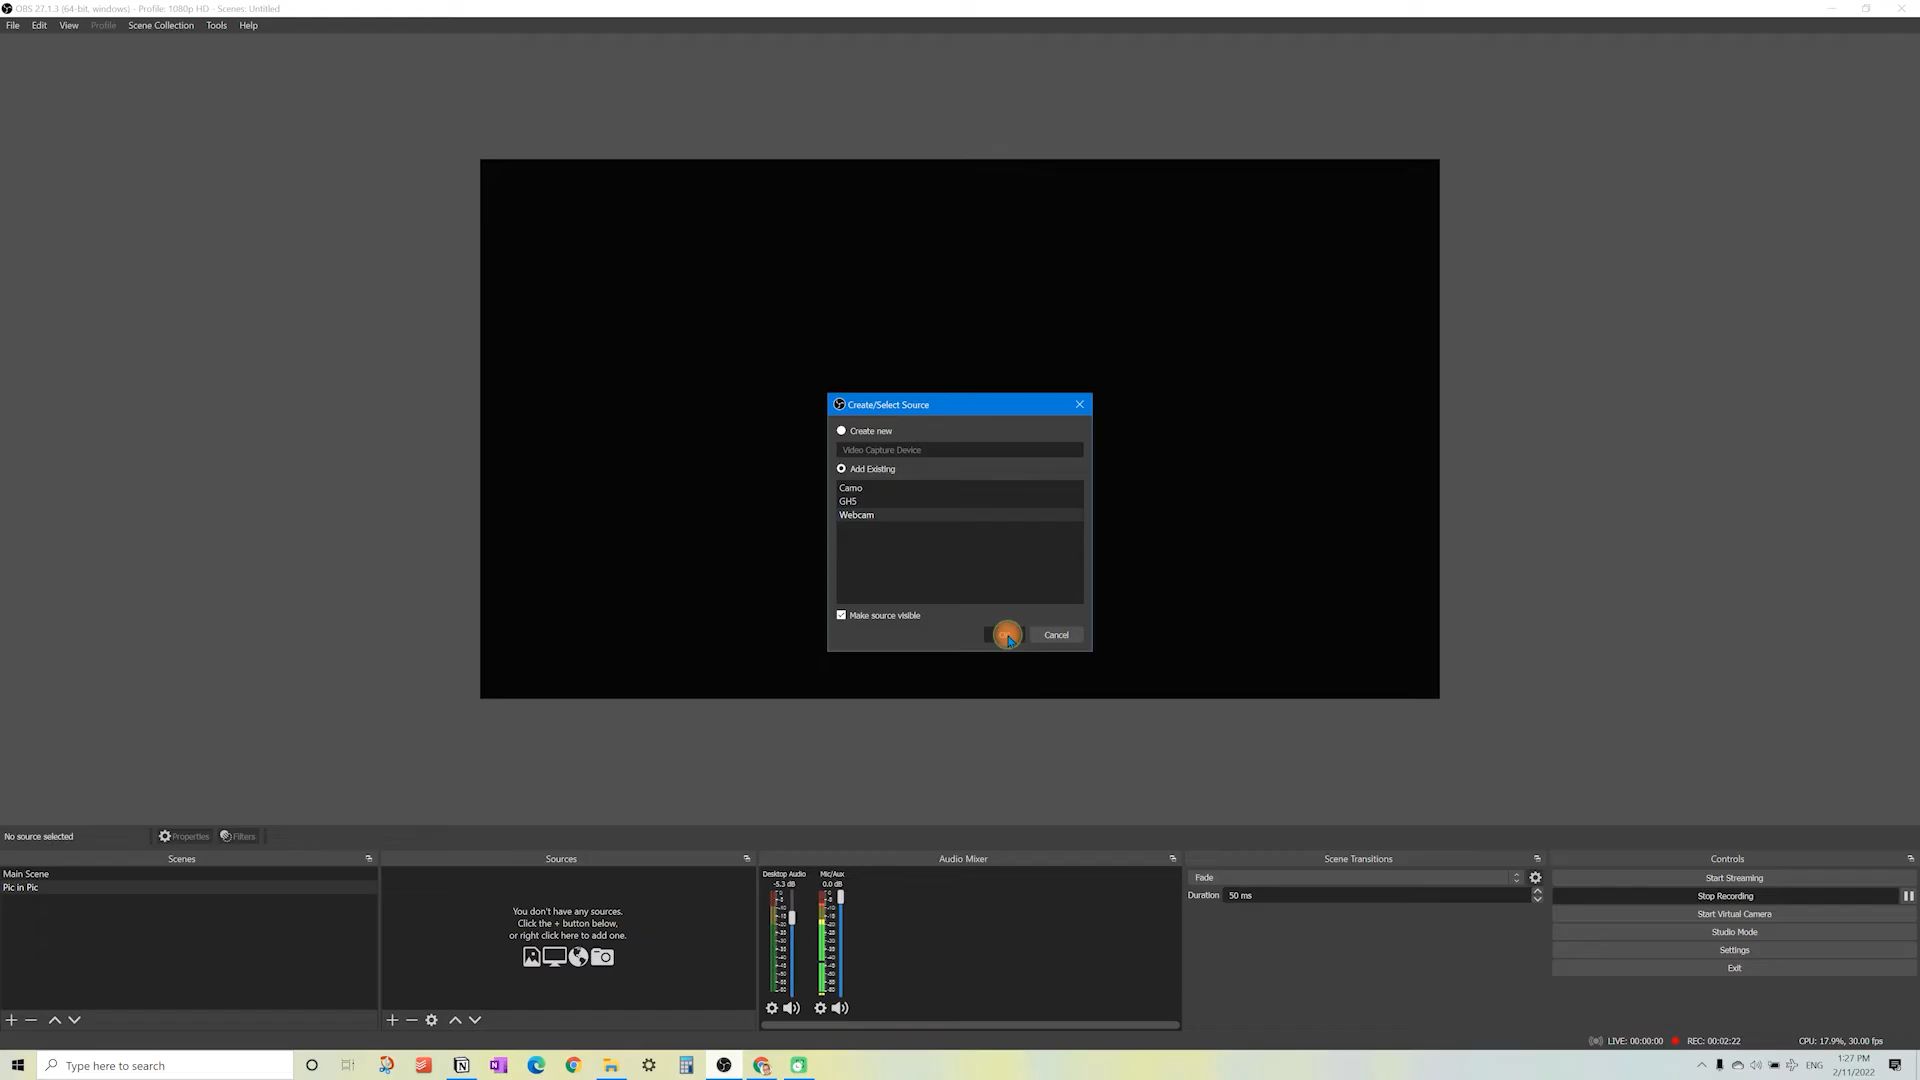 OBS 27.1.3 (64-bit, windows) - Profile: 1080p HD - Scenes: Untitled
File Edit View Profile Scene Collection Tools Help
Create/Select Source
Create new
Video Capture Device
Add Existing
Camo
GH5
Webcam
Make source visible
Cancel
No source selected
Properties
Filters
Scenes
Sources
Audio Mixer
Scene Transitions
Controls
Main Scene
Pic in Pic
You don't have any sources.
Click the + button below,
or right click here to add one.
Desktop Audio
-5.3 dB
Mic/Aux
0.0 dB
Fade
Duration 50 ms
Start Streaming
Stop Recording
Start Virtual Camera
Studio Mode
Settings
Exit
LIVE: 00:00:00
REC: 00:02:22
CPU: 17.9%, 30.00 fps
Type here to search
ENG
1:27 PM
2/11/2022